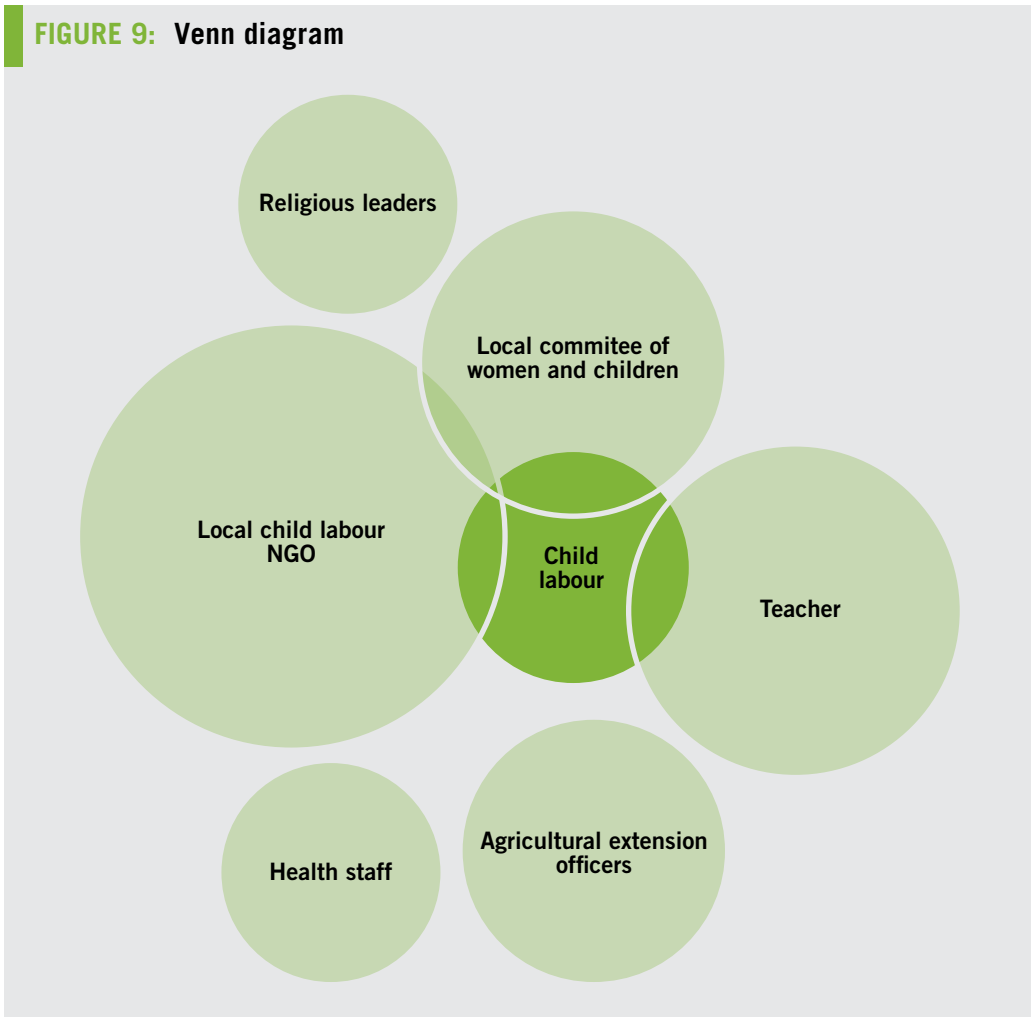 FIGURE 9: Venn diagram
Religious leaders
Local commitee of
women and children
Local child labour
NGO
Child
labour
Teacher
Agricultural extension
officers
Health staff